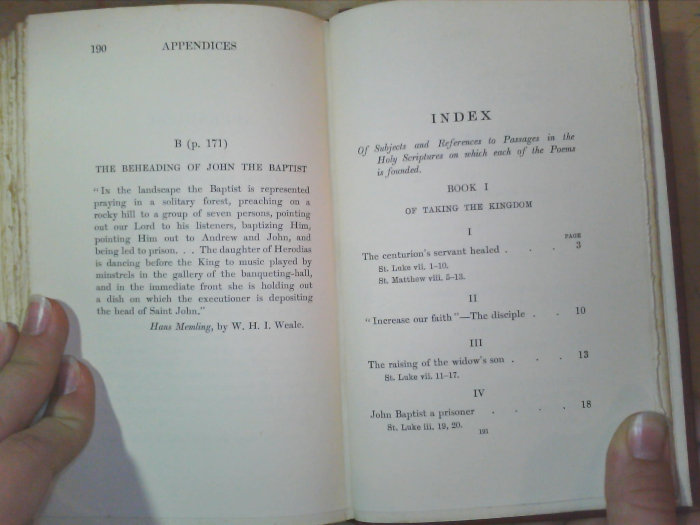 190 APPENDICES
B (p. 171)
THE BEHEADING OF JOHN THE BAPTIST
"In the landscape the Baptist is represented
praying in a solitary forest, preaching on a
rocky hill to a group of seven persons, pointing
out our Lord to his listeners, baptizing Him,
pointing Him out to Andrew and John, and
being led to prison. . . The daughter of Herodias
is dancing before the King to music played by
minstrels in the gallery of the banqueting-hall,
and in the immediate front she is holding out
a dish on which the executioner is depositing
the head of Saint John."
Hans Memling, by W. H. I. Weale.
INDEX
Of Subjects and References to Passages in the
Holy Scriptures on which each of the Poems
is founded.
BOOK I
OF TAKING THE KINGDOM
I
PAGE
The centurion's servant healed . . . 3
St. Luke vii. 1-10.
St. Matthew viii. 5-13.
II
"Increase our faith"—The disciple . . 10
III
The raising of the widow's son . . . 13
St. Luke vii. 11-17.
IV
John Baptist a prisoner . . . . 18
St. Luke iii. 19, 20.
191